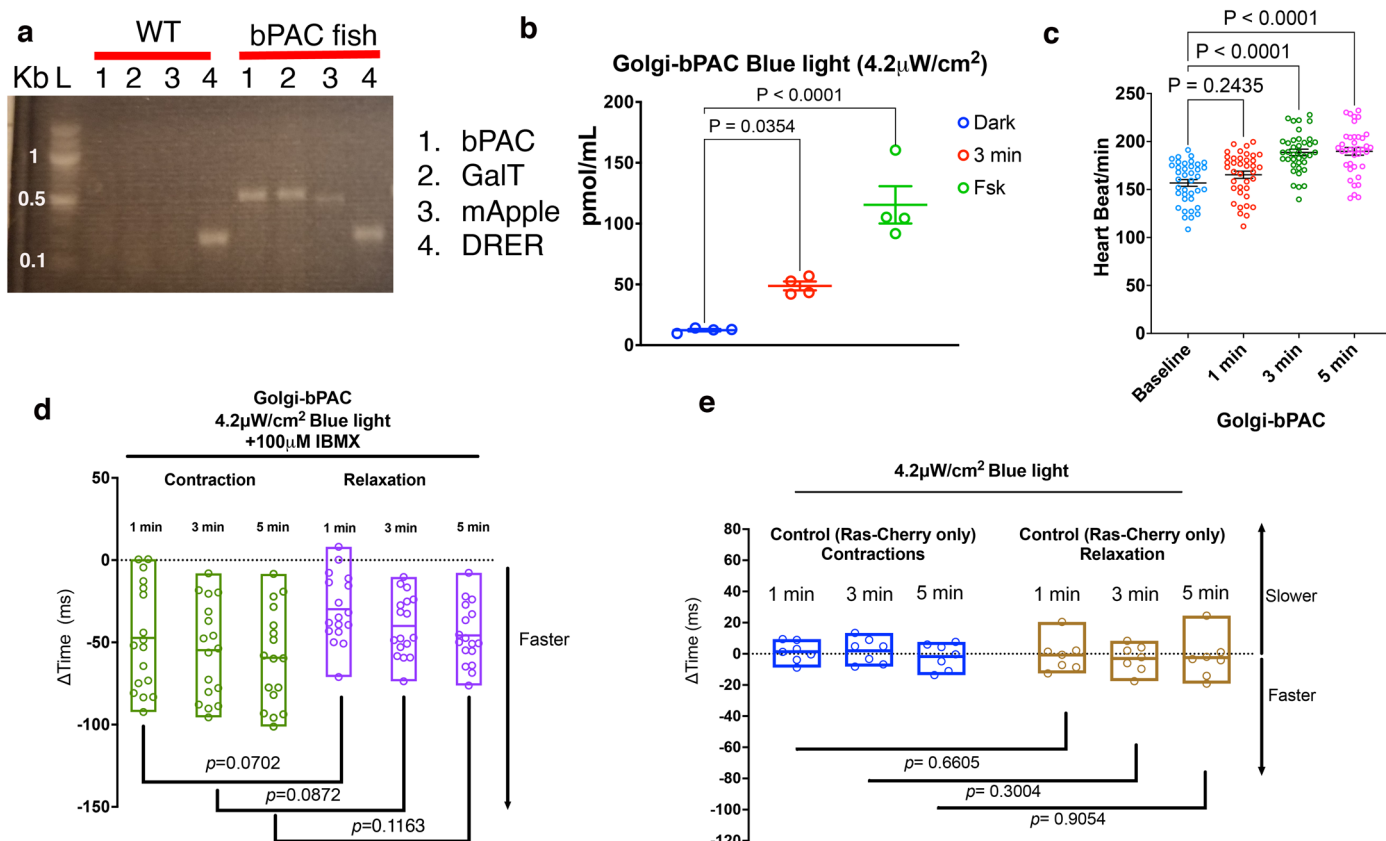 a
WT
bPAC fish
Kb L 1 2 3 4 1 2 3 4
1
0.5
0.1
1. bPAC
2. GalT
3. mApple
4. DRER
b
Golgi-bPAC Blue light (4.2μW/cm²)
P < 0.0001
P = 0.0354
pmol/mL
200
150
100
50
0
Dark
3 min
Fsk
c
P < 0.0001
P < 0.0001
P = 0.2435
Heart Beat/min
250
200
150
100
50
0
Baseline
1 min
3 min
5 min
Golgi-bPAC
d
Golgi-bPAC
4.2μW/cm² Blue light
+100μM IBMX
Contraction Relaxation
1 min 3 min 5 min 1 min 3 min 5 min
ΔTime (ms)
50
0
-50
-100
-150
Faster
p=0.0702
p=0.0872
p=0.1163
e
4.2μW/cm² Blue light
Control (Ras-Cherry only)
Contractions
Control (Ras-Cherry only)
Relaxation
1 min 3 min 5 min 1 min 3 min 5 min
ΔTime (ms)
80
60
40
20
0
-20
-40
-60
-80
-100
-120
Slower
Faster
p= 0.6605
p= 0.3004
p= 0.9054